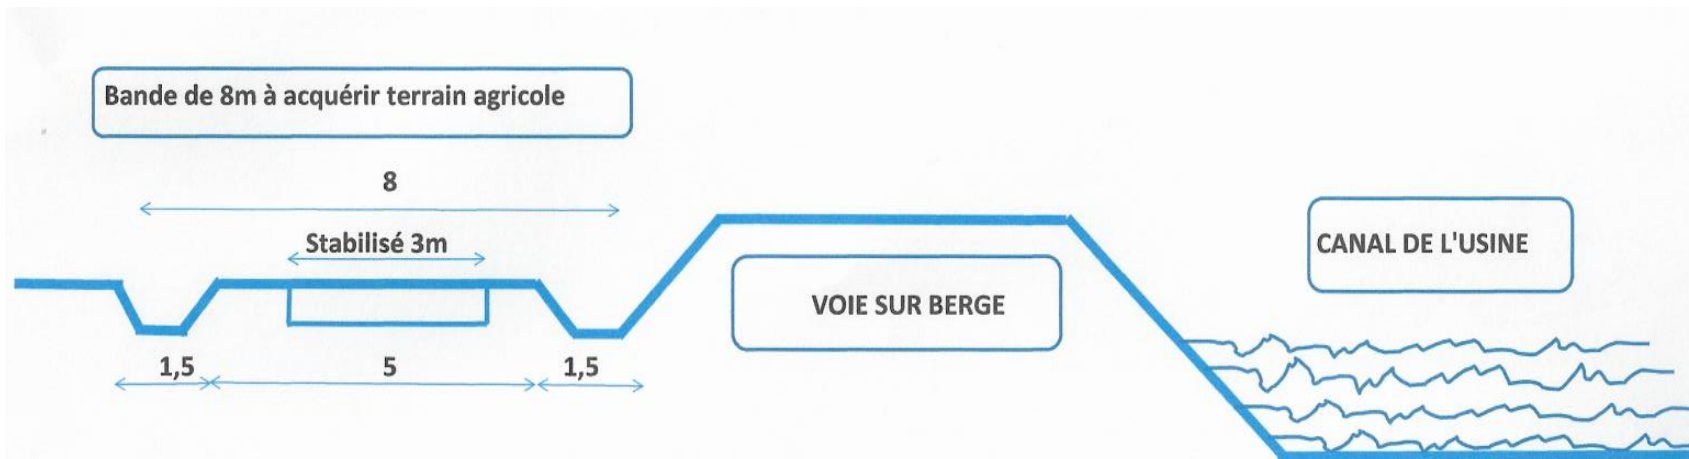 Bande de 8m à acquérir terrain agricole
8
Stabilisé 3m
CANAL DE L'USINE
VOIE SUR BERGE
1,5
5
1,5